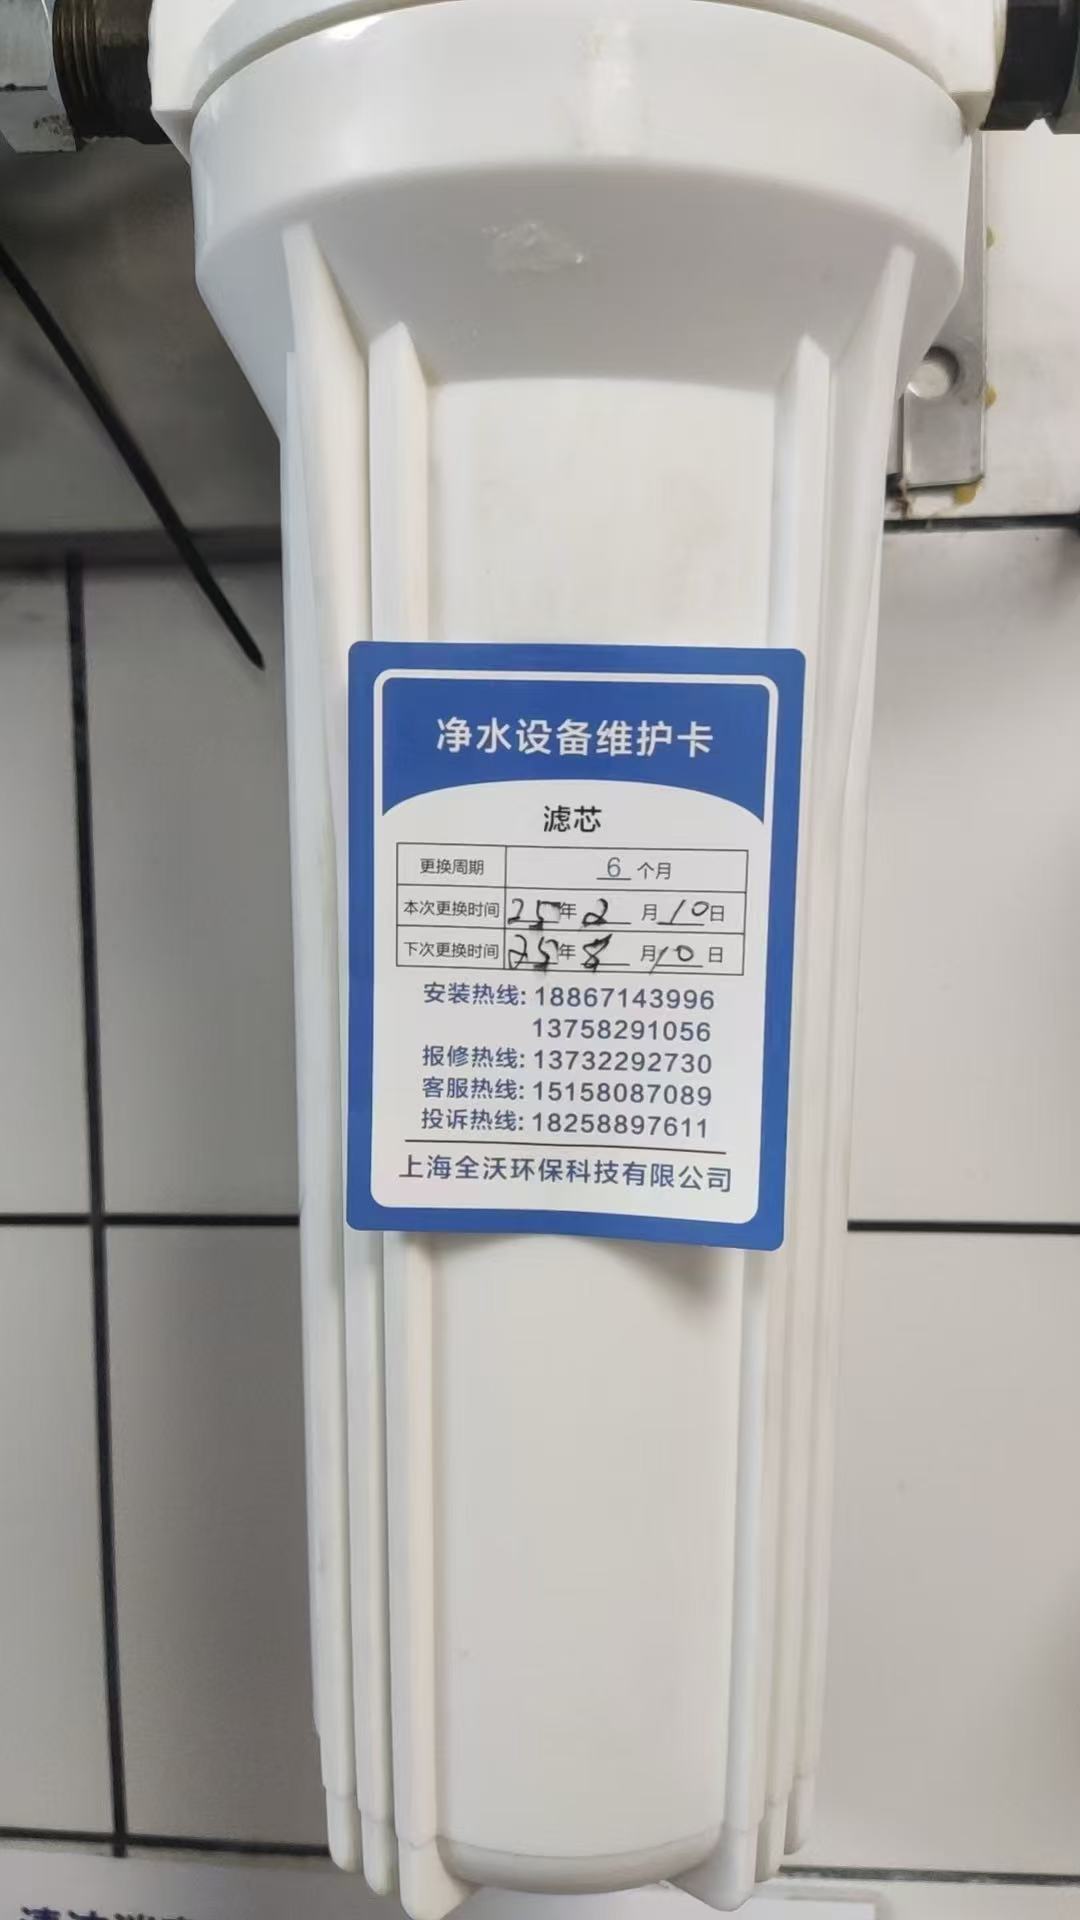 净水设备维护卡
滤芯
更换周期 6 个月
本次更换时间 25年 2 月 10日
下次更换时间 25年 8 月 10 日
安装热线: 18867143996
13758291056
报修热线: 13732292730
客服热线: 15158087089
投诉热线: 18258897611
上海全沃环保科技有限公司